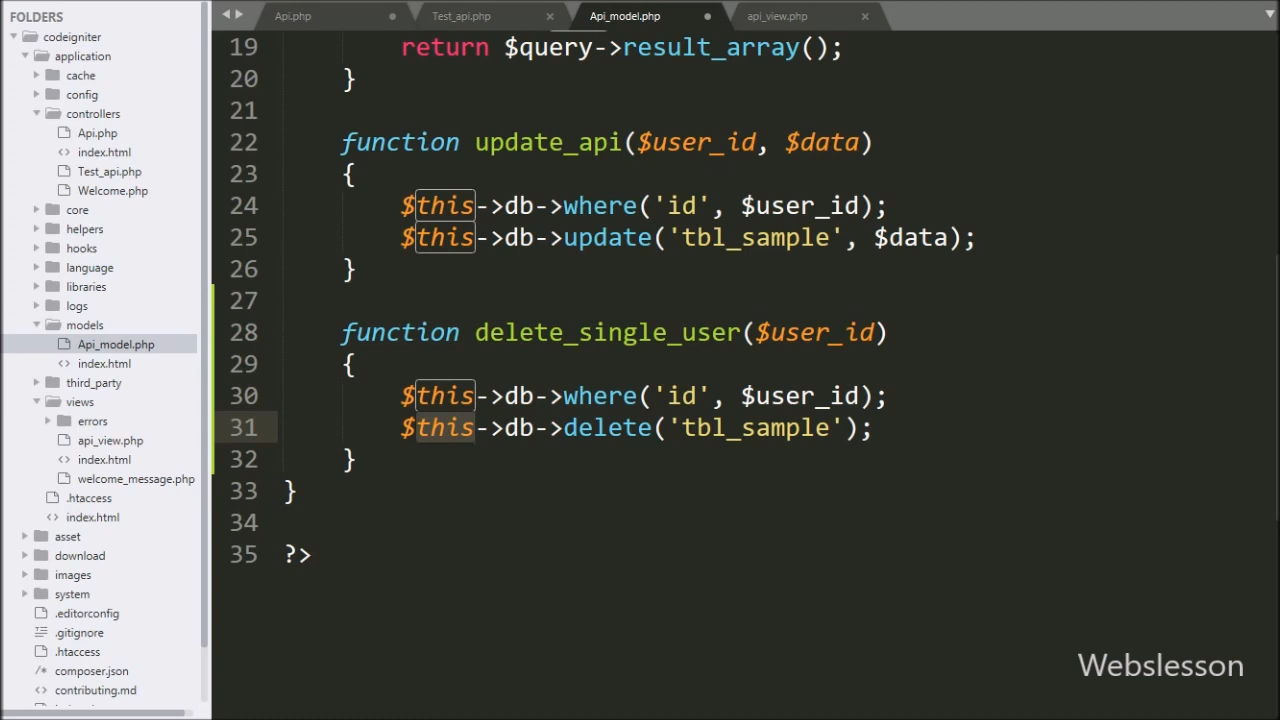 FOLDERS
codeigniter
application
cache
config
controllers
Api.php
index.html
Test_api.php
Welcome.php
core
helpers
hooks
language
libraries
logs
models
Api_model.php
index.html
third_party
views
errors
api_view.php
index.html
welcome_message.php
.htaccess
index.html
asset
download
images
system
.editorconfig
.gitignore
.htaccess
composer.json
contributing.md
Api.php
Test_api.php
Api_model.php
api_view.php
19 return $query->result_array();
20 }
21
22 function update_api($user_id, $data)
23 {
24 $this->db->where('id', $user_id);
25 $this->db->update('tbl_sample', $data);
26 }
27
28 function delete_single_user($user_id)
29 {
30 $this->db->where('id', $user_id);
31 $this->db->delete('tbl_sample');
32 }
33 }
34
35 ?>
Webslesson